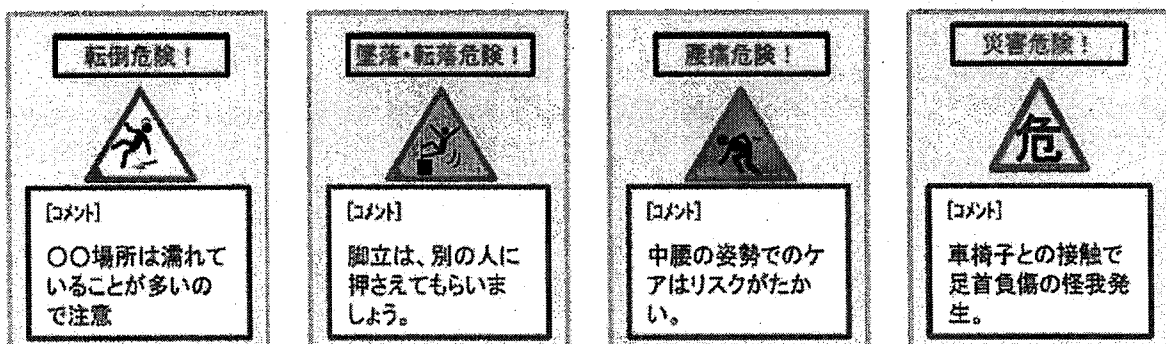 転倒危険！
[コメント]
〇〇場所は濡れて
いることが多いの
で注意
墜落・転落危険！
[コメント]
脚立は、別の人に
押さえてもらいま
しょう。
腰痛危険！
[コメント]
中腰の姿勢でのケ
アはリスクがたか
い。
災害危険！
危
[コメント]
車椅子との接触で
足首負傷の怪我発
生。